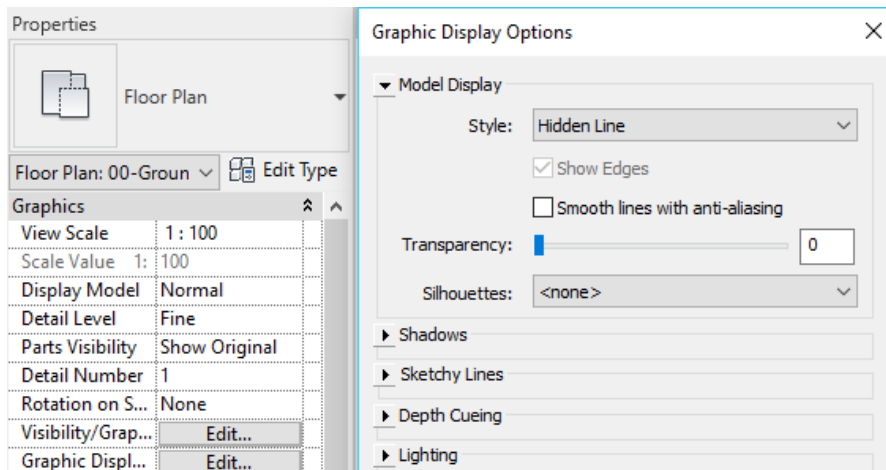 Properties
Floor Plan
Floor Plan: 00-Groun
Edit Type
Graphics
View Scale 1 : 100
Scale Value 1: 100
Display Model Normal
Detail Level Fine
Parts Visibility Show Original
Detail Number 1
Rotation on S... None
Visibility/Grap... Edit...
Graphic Displ... Edit...
Graphic Display Options
Model Display
Style: Hidden Line
Show Edges
Smooth lines with anti-aliasing
Transparency: 0
Silhouettes: <none>
Shadows
Sketchy Lines
Depth Cueing
Lighting